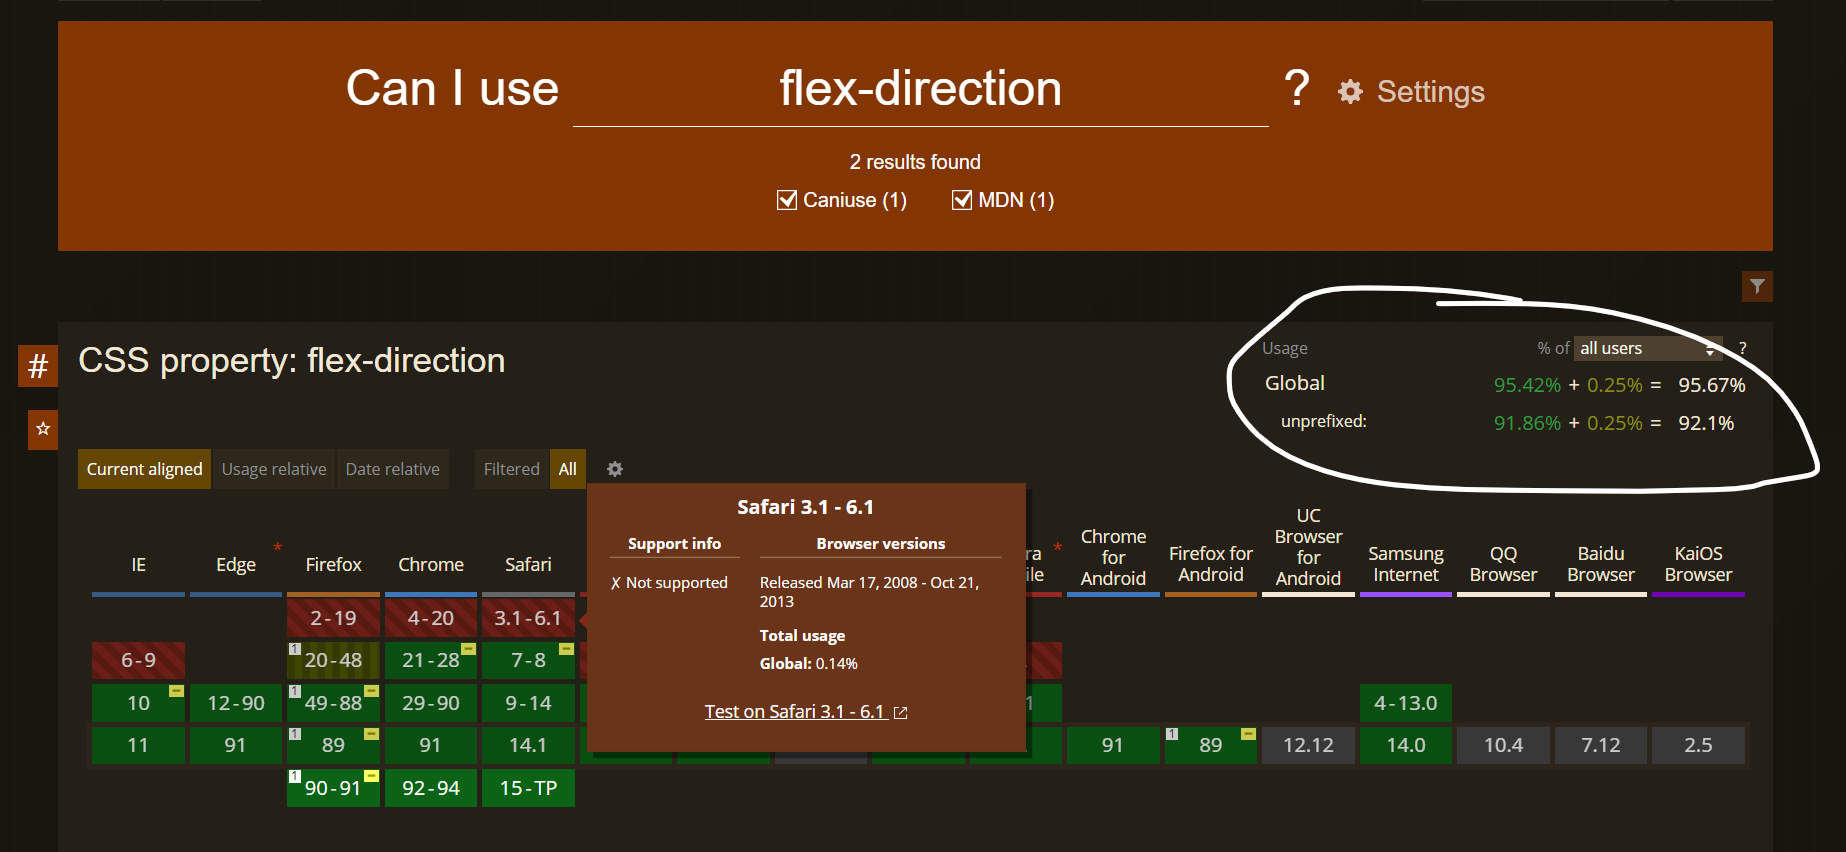 Can I use flex-direction ? Settings
2 results found
Caniuse (1) MDN (1)
Usage % of all users ?
# CSS property: flex-direction
Global 95.42% + 0.25% = 95.67%
unprefixed: 91.86% + 0.25% = 92.1%
Current aligned Usage relative Date relative Filtered All
Safari 3.1 - 6.1
Support info Browser versions
✗ Not supported Released Mar 17, 2008 - Oct 21,
2013
Total usage
Global: 0.14%
Test on Safari 3.1 - 6.1
IE
Edge *
Firefox
Chrome
Safari
ra *
ile
Chrome
for
Android
Firefox for
Android
UC
Browser
for
Android
Samsung
Internet
QQ
Browser
Baidu
Browser
KaiOS
Browser
2-19 4-20 3.1-6.1
6-9 1 20-48 21-28 7-8
10 12-90 1 49-88 29-90 9-14 1 4-13.0
11 91 1 89 91 14.1 91 1 89 12.12 14.0 10.4 7.12 2.5
1 90-91 92-94 15-TP